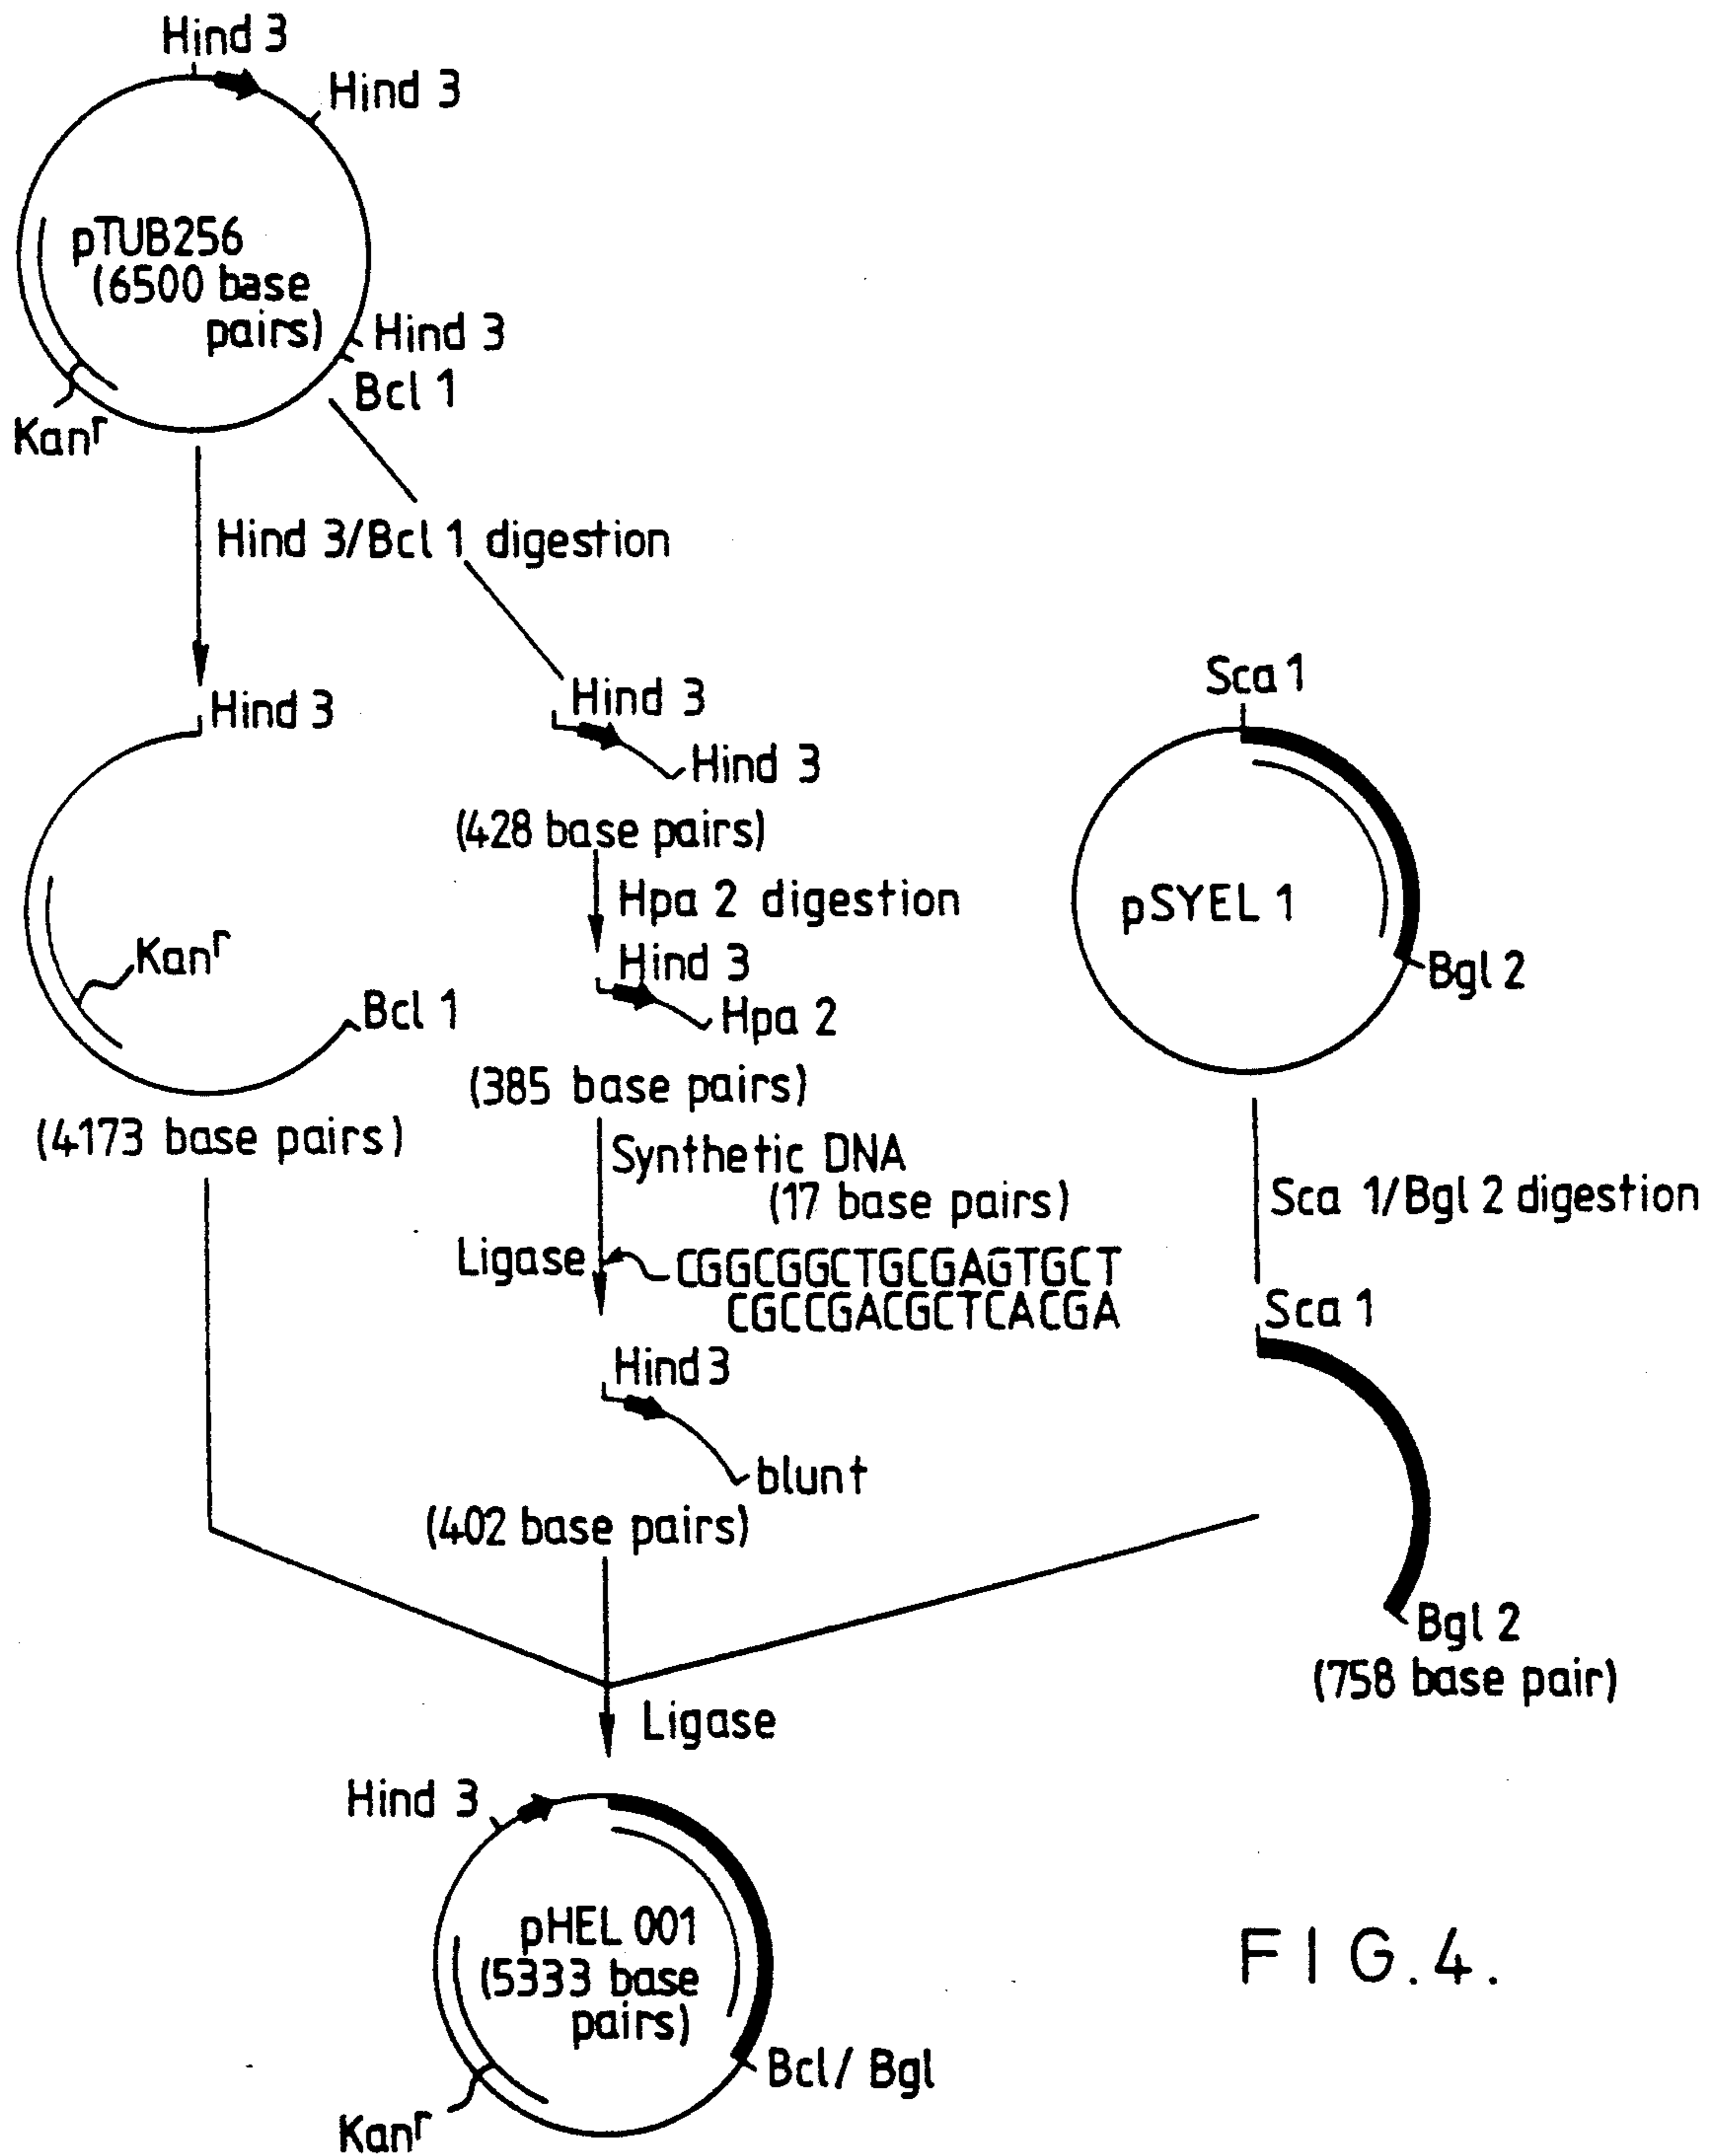 Hind 3
Hind 3
pTUB256
(6500 base
pairs)
Hind 3
Bcl 1
Kanʳ
Hind 3/Bcl 1 digestion
Hind 3
Kanʳ
Bcl 1
(4173 base pairs)
Hind 3
Hind 3
(428 base pairs)
Hpa 2 digestion
Hind 3
Hpa 2
(385 base pairs)
Synthetic DNA
(17 base pairs)
Ligase
CGGCGGCTGCGAGTGCT
CGCCGACGCTCACGA
Hind 3
blunt
(402 base pairs)
Sca 1
pSYEL 1
Bgl 2
Sca 1/Bgl 2 digestion
Sca 1
Bgl 2
(758 base pair)
Ligase
Hind 3
pHEL 001
(5333 base
pairs)
Bcl/ Bgl
Kanʳ
FIG.4.